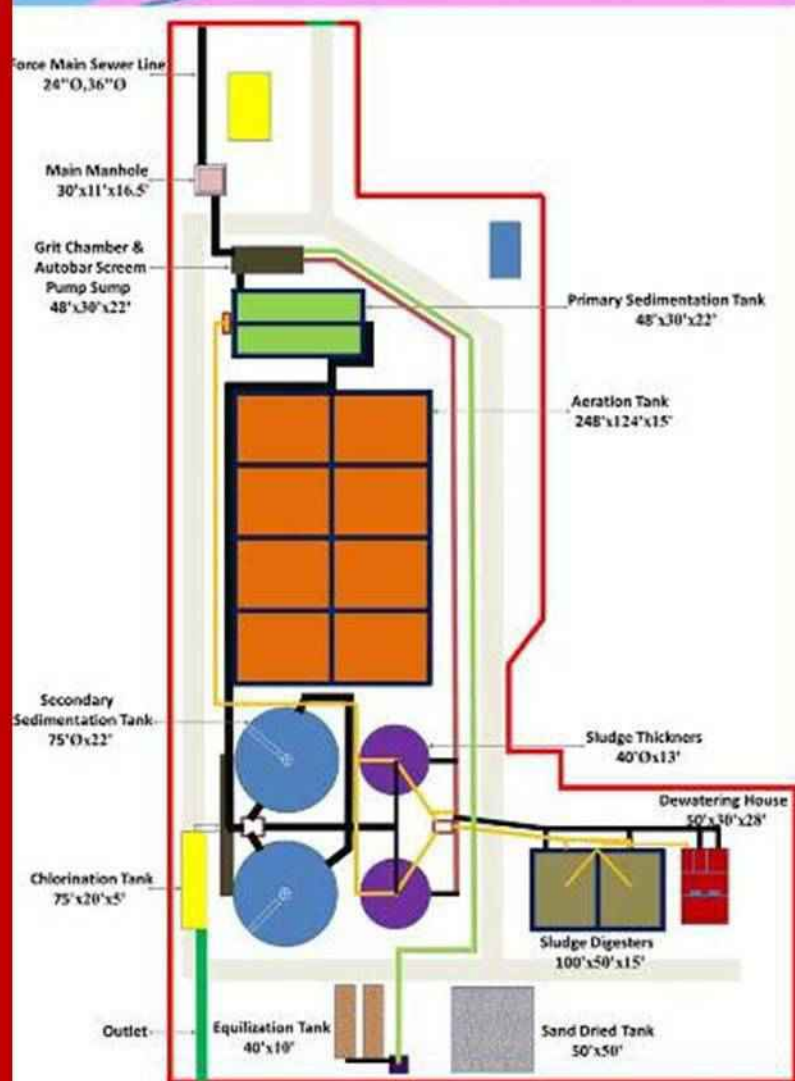 Force Main Sewer Line
24"Ø,36"Ø
Main Manhole
30'x11'x16.5'
Grit Chamber &
Autobar Screem
Pump Sump
48'x30'x22'
Primary Sedimentation Tank
48'x30'x22'
Aeration Tank
248'x124'x15'
Secondary
Sedimentation Tank
75'Øx22'
Sludge Thickners
40'Øx13'
Dewatering House
50'x30'x28'
Chlorination Tank
75'x20'x5'
Sludge Digesters
100'x50'x15'
Outlet
Equilization Tank
40'x10'
Sand Dried Tank
50'x50'